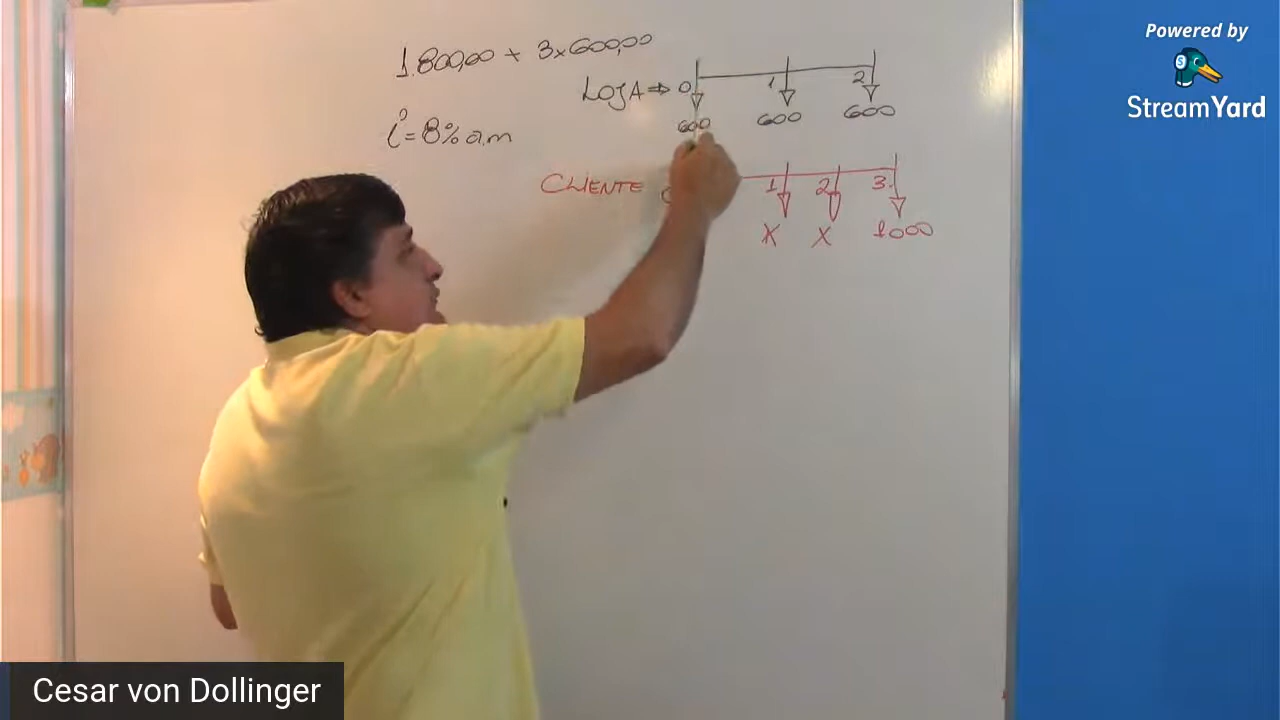 1.800,00 + 3x600,00
LOJA ⇒ 0 1 2
600 600 600
i = 8% a.m
CLIENTE 1 2 3
X X 1000
Powered by
StreamYard
Cesar von Dollinger